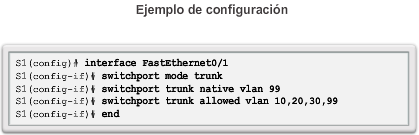 Ejemplo de configuración
S1(config)# interface FastEthernet0/1
S1(config-if)# switchport mode trunk
S1(config-if)# switchport trunk native vlan 99
S1(config-if)# switchport trunk allowed vlan 10,20,30,99
S1(config-if)# end